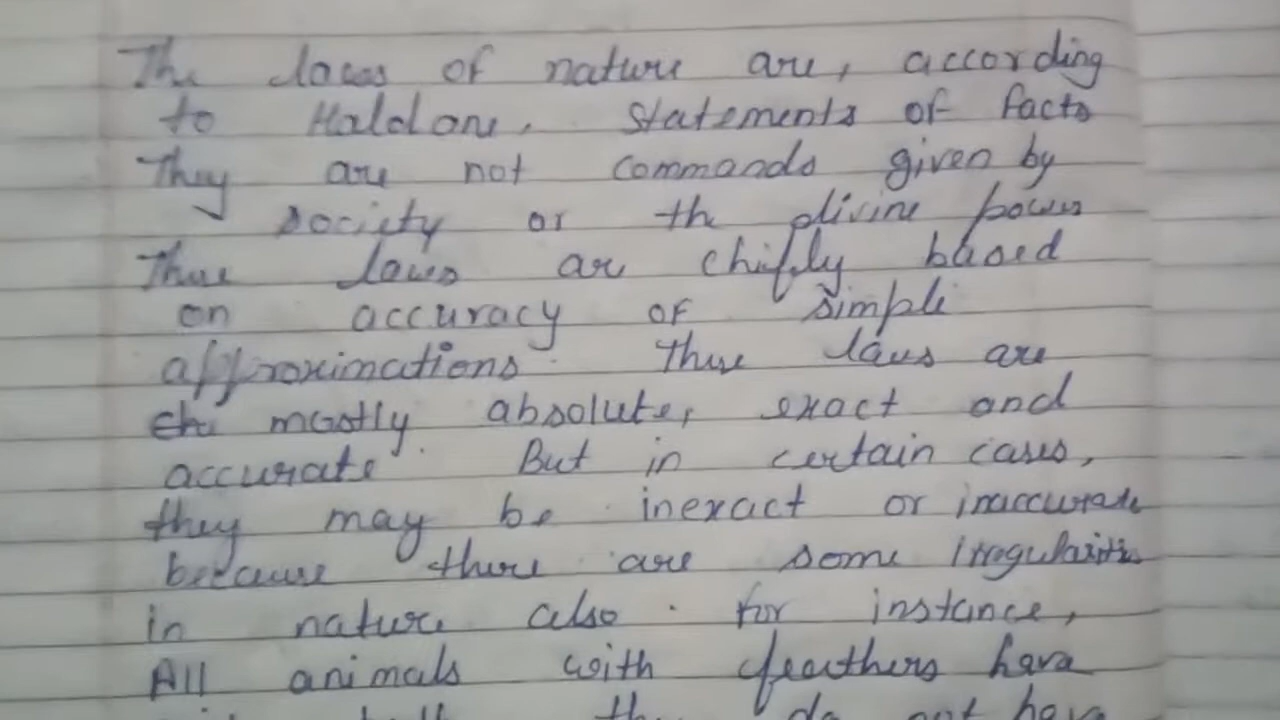 The laws of nature are, according
to Haldane, statements of facts
They are not commands given by
society or the divine power
These laws are chiefly based
on accuracy of simple
approximations. These laws are
mostly absolute, exact and
accurate. But in certain cases,
they may be inexact or inaccurate
because there are some irregularities
in nature also. For instance,
All animals with feathers have
do not have